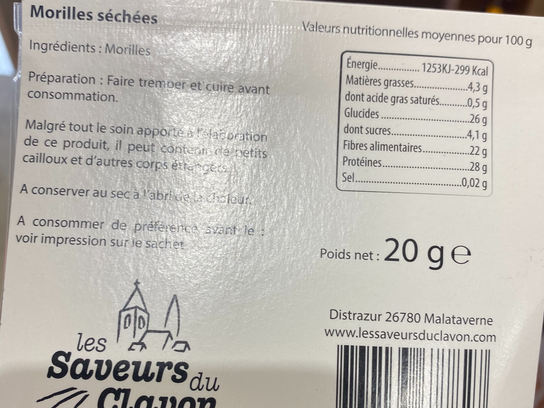 Morilles séchées
Ingrédients : Morilles
Préparation : Faire tremper et cuire avant
consommation.
Malgré tout le soin apporté à l'élaboration
de ce produit, il peut contenir de petits
cailloux et d'autres corps étrangers.
A conserver au sec à l'abri de la chaleur.
A consommer de préférence avant le :
voir impression sur le sachet
les
Saveurs du
Clavon
Valeurs nutritionnelles moyennes pour 100 g
Énergie.............. 1253KJ-299 Kcal
Matières grasses..................4,3 g
dont acide gras saturés.........0,5 g
Glucides ..............................26 g
dont sucres..........................4,1 g
Fibres alimentaires..............22 g
Protéines.............................28 g
Sel.....................................0,02 g
Poids net : 20 g e
Distrazur 26780 Malataverne
www.lessaveursduclavon.com